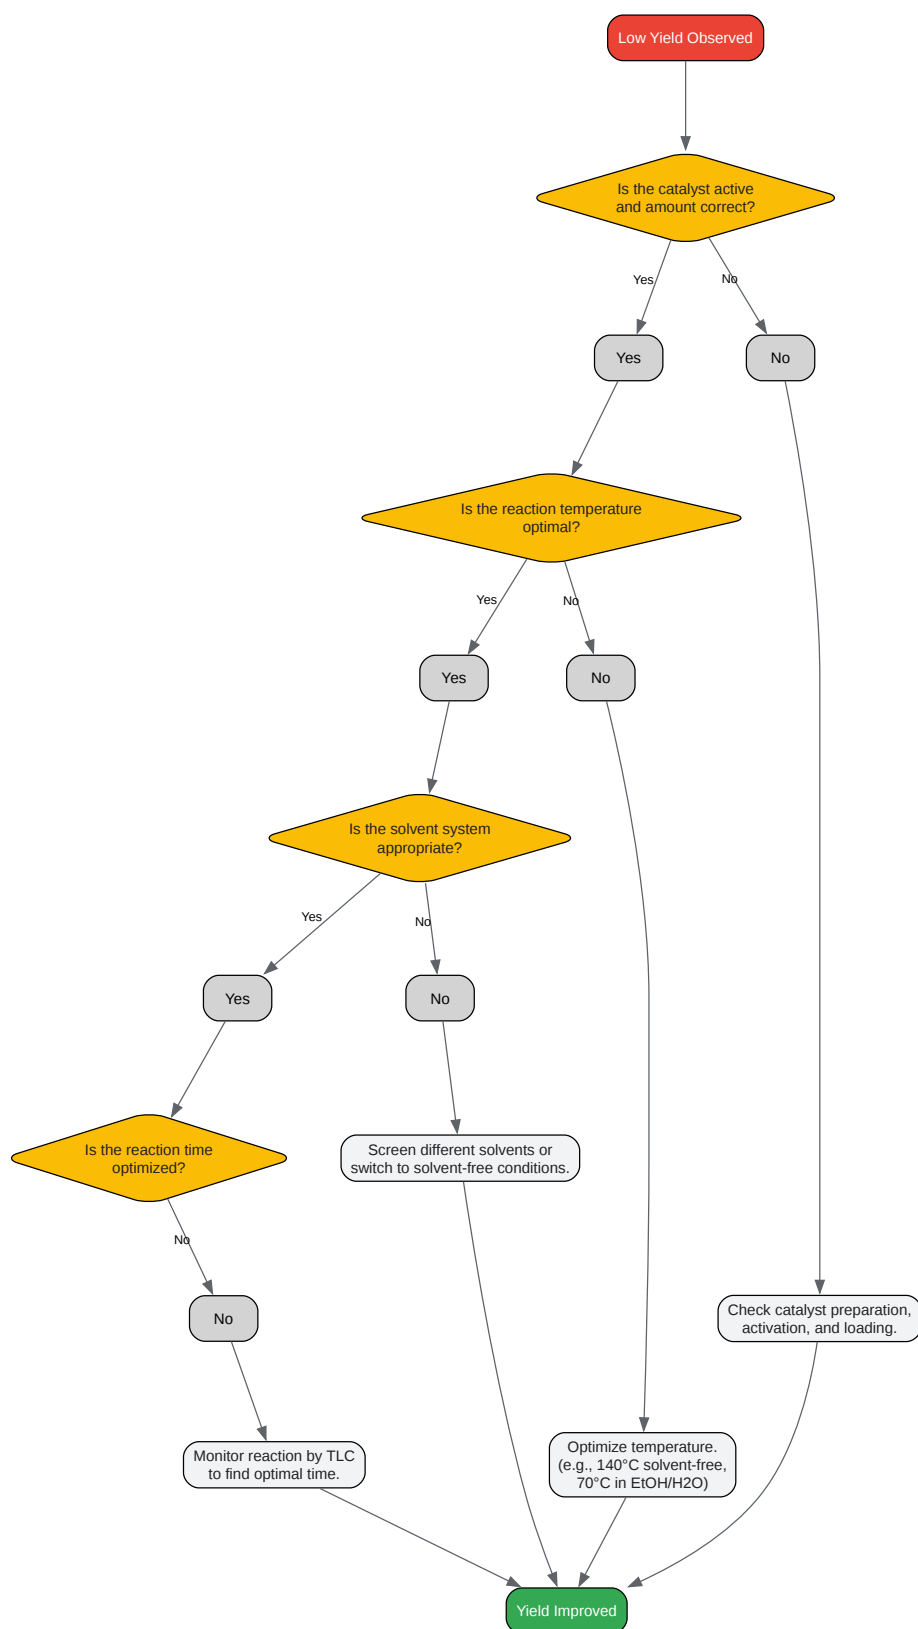 Low Yield Observed
Is the catalyst active
and amount correct?
Yes
No
Yes
No
Is the reaction temperature
optimal?
Yes
No
Yes
No
Is the solvent system
appropriate?
Yes
No
Yes
No
Is the reaction time
optimized?
Screen different solvents or
switch to solvent-free conditions.
No
No
Check catalyst preparation,
activation, and loading.
Monitor reaction by TLC
to find optimal time.
Optimize temperature.
(e.g., 140°C solvent-free,
70°C in EtOH/H2O)
Yield Improved